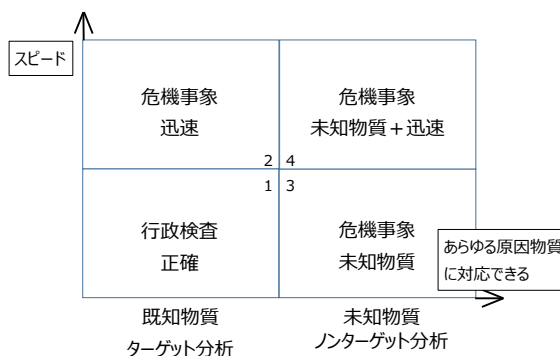 スピード
危機事象
迅速
危機事象
未知物質＋迅速
2
4
1
3
行政検査
正確
危機事象
未知物質
あらゆる原因物質
に対応できる
既知物質
ターゲット分析
未知物質
ノンターゲット分析